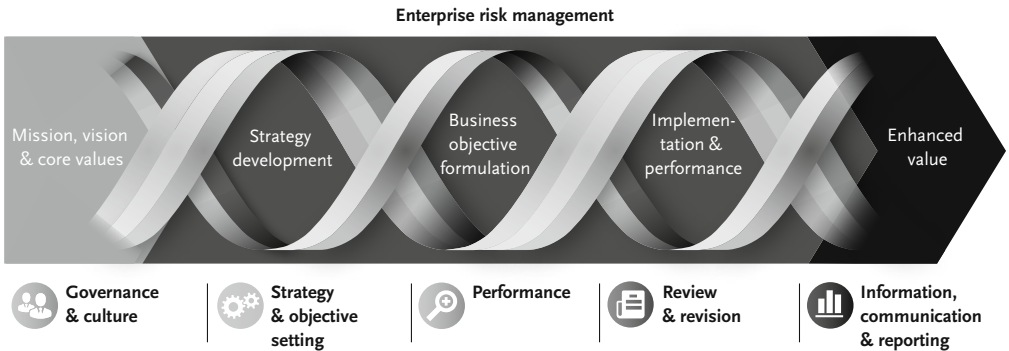 Enterprise risk management
Mission, vision
& core values
Strategy
development
Business
objective
formulation
Implemen-
tation &
performance
Enhanced
value
Governance
& culture
Strategy
& objective
setting
Performance
Review
& revision
Information,
communication
& reporting